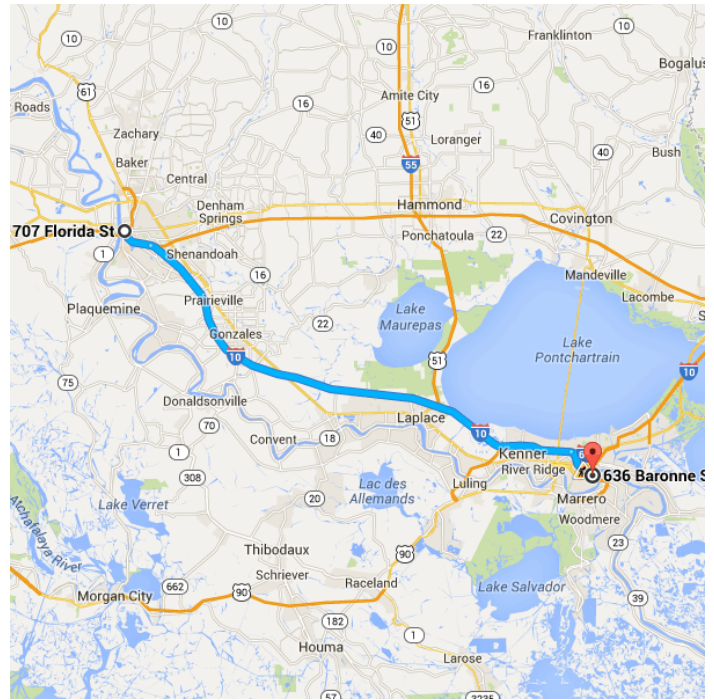 10
10
Franklinton
10
Bogalus
Roads
61
Amite City
16
Zachary
16
51
40
Loranger
Baker
40
Bush
Central
55
Denham
Springs
Hammond
Covington
707 Florida St
Ponchatoula
22
1
Shenandoah
16
Mandeville
Lacombe
Plaquemine
Prairieville
22
Lake
Maurepas
Lake
Pontchartrain
S
Gonzales
10
51
10
75
Donaldsonville
70
Laplace
Convent
18
10
Kenner
6
1
River Ridge
636 Baronne S
308
20
Lac des
Allemands
Luling
Marrero
Atchafalaya River
Lake Verret
Woodmere
Thibodaux
90
23
Schriever
Raceland
Lake Salvador
39
Morgan City
662
90
182
Houma
1
Larose
57
3235